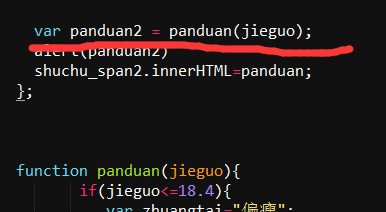 var panduan2 = panduan(jieguo);
alert(panduan2)
shuchu_span2.innerHTML=panduan;
};
function panduan(jieguo){
if(jieguo<=18.4){
var zhuangtai="偏瘦";